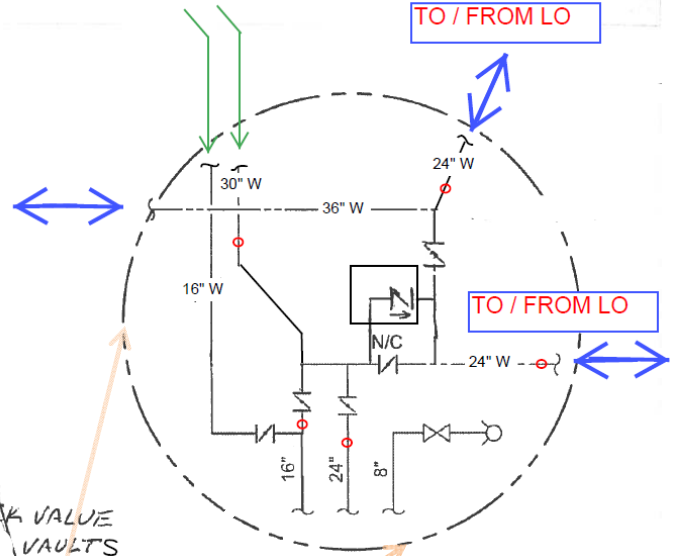 TO / FROM LO
24" W
30" W
36" W
16" W
TO / FROM LO
N/C
24" W
16"
24"
8"
VALUE
VAULTS